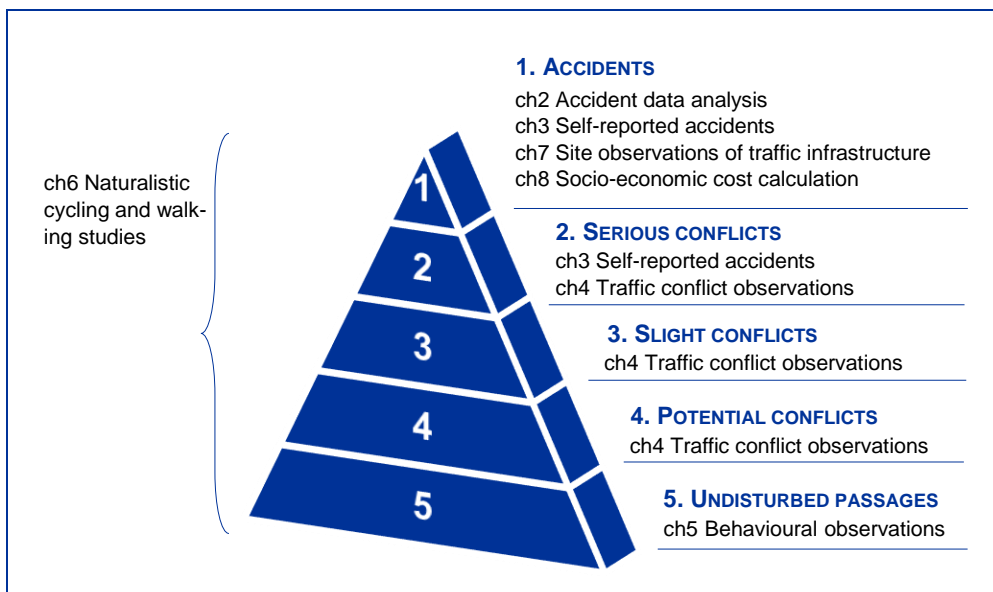 1. ACCIDENTS
ch2 Accident data analysis
ch3 Self-reported accidents
ch7 Site observations of traffic infrastructure
ch8 Socio-economic cost calculation
ch6 Naturalistic
cycling and walk-
ing studies
2. SERIOUS CONFLICTS
ch3 Self-reported accidents
ch4 Traffic conflict observations
3. SLIGHT CONFLICTS
ch4 Traffic conflict observations
4. POTENTIAL CONFLICTS
ch4 Traffic conflict observations
5. UNDISTURBED PASSAGES
ch5 Behavioural observations
1
2
3
4
5